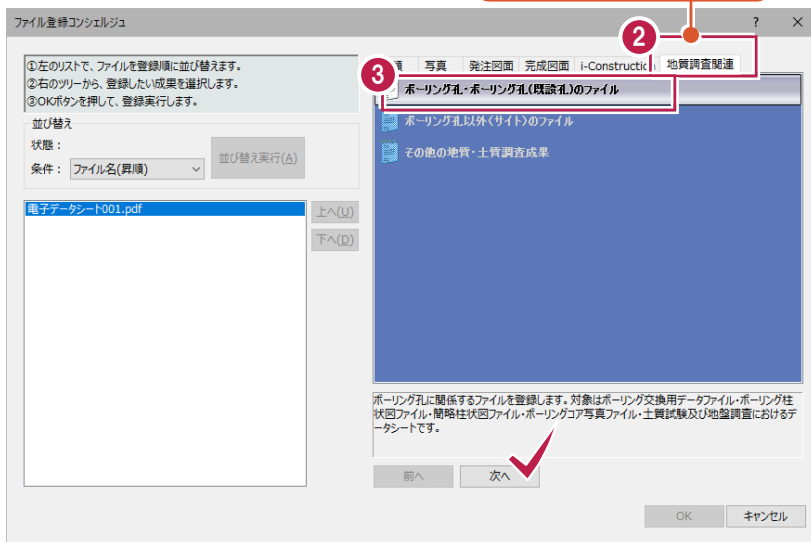 ファイル登録コンシェルジュ
? ×
①左のリストで、ファイルを登録順に並び替えます。
②右のツリーから、登録したい成果を選択します。
③OKボタンを押して、登録実行します。
並び替え
状態:
条件: ファイル名(昇順)
並び替え実行(A)
電子データシート001.pdf
上へ(U)
下へ(D)
2
写真 発注図面 完成図面 i-Construction 地質調査関連
3
ボーリング孔・ボーリング孔(既設孔)のファイル
ボーリング孔以外(サイト)のファイル
その他の地質・土質調査成果
ボーリング孔に関係するファイルを登録します。対象はボーリング交換用データファイル・ボーリング柱
状図ファイル・簡略柱状図ファイル・ボーリングコア写真ファイル・土質試験及び地盤調査におけるデ
ータシートです。
前へ 次へ
OK キャンセル